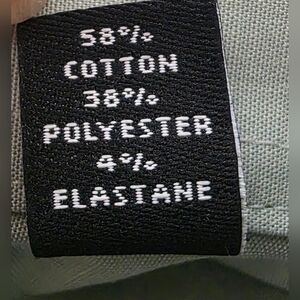 58%
COTTON
38%
POLYESTER
4%
ELASTANE